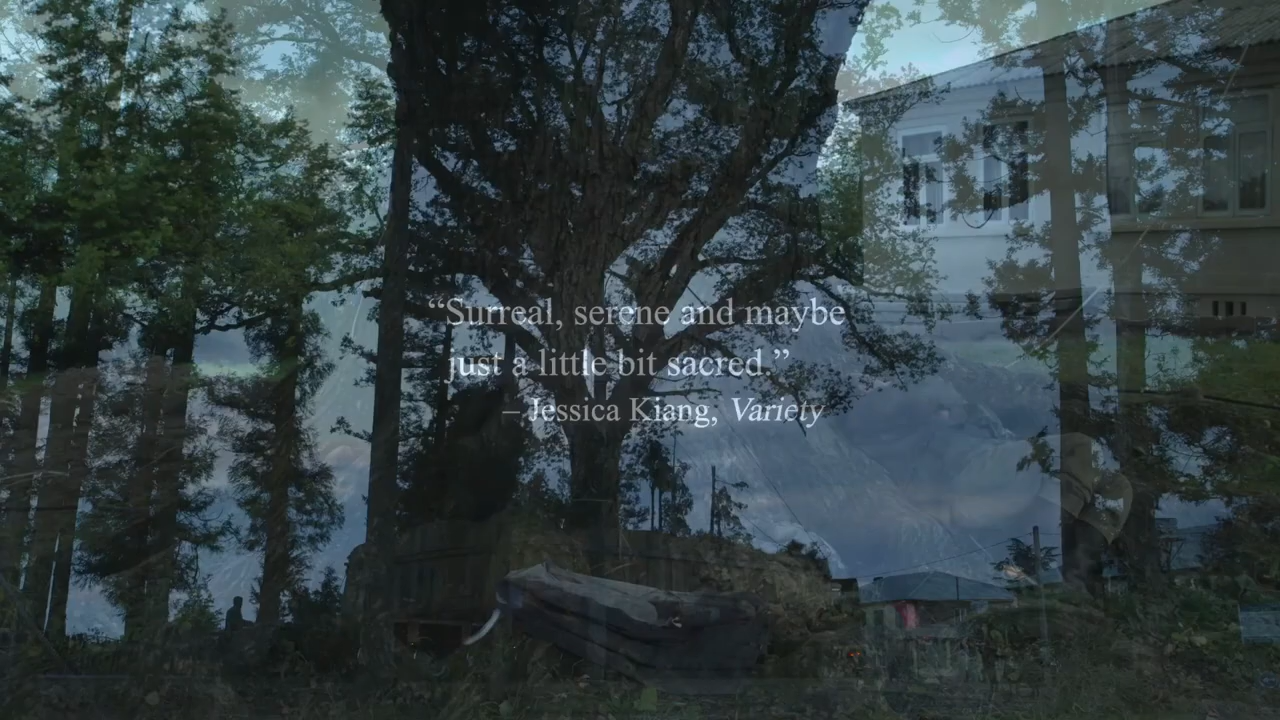 “Surreal, serene and maybe
just a little bit sacred.”
– Jessica Kiang, Variety